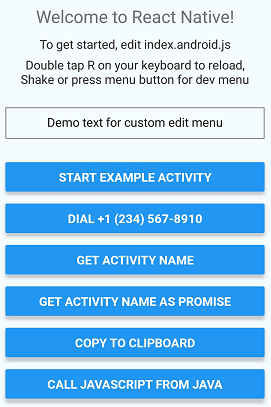 Welcome to React Native!
To get started, edit index.android.js
Double tap R on your keyboard to reload,
Shake or press menu button for dev menu
Demo text for custom edit menu
START EXAMPLE ACTIVITY
DIAL +1 (234) 567-8910
GET ACTIVITY NAME
GET ACTIVITY NAME AS PROMISE
COPY TO CLIPBOARD
CALL JAVASCRIPT FROM JAVA